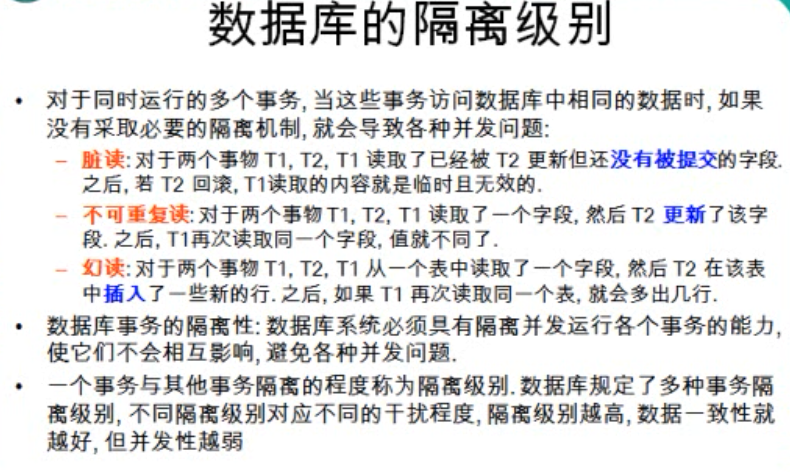 数据库的隔离级别
• 对于同时运行的多个事务, 当这些事务访问数据库中相同的数据时, 如果
没有采取必要的隔离机制, 就会导致各种并发问题:
– 脏读: 对于两个事物 T1, T2, T1 读取了已经被 T2 更新但还没有被提交的字段.
之后, 若 T2 回滚, T1读取的内容就是临时且无效的.
– 不可重复读: 对于两个事物 T1, T2, T1 读取了一个字段, 然后 T2 更新了该字
段. 之后, T1再次读取同一个字段, 值就不同了.
– 幻读: 对于两个事物 T1, T2, T1 从一个表中读取了一个字段, 然后 T2 在该表
中插入了一些新的行. 之后, 如果 T1 再次读取同一个表, 就会多出几行.
• 数据库事务的隔离性: 数据库系统必须具有隔离并发运行各个事务的能力,
使它们不会相互影响, 避免各种并发问题.
• 一个事务与其他事务隔离的程度称为隔离级别. 数据库规定了多种事务隔
离级别, 不同隔离级别对应不同的干扰程度, 隔离级别越高, 数据一致性就
越好, 但并发性越弱